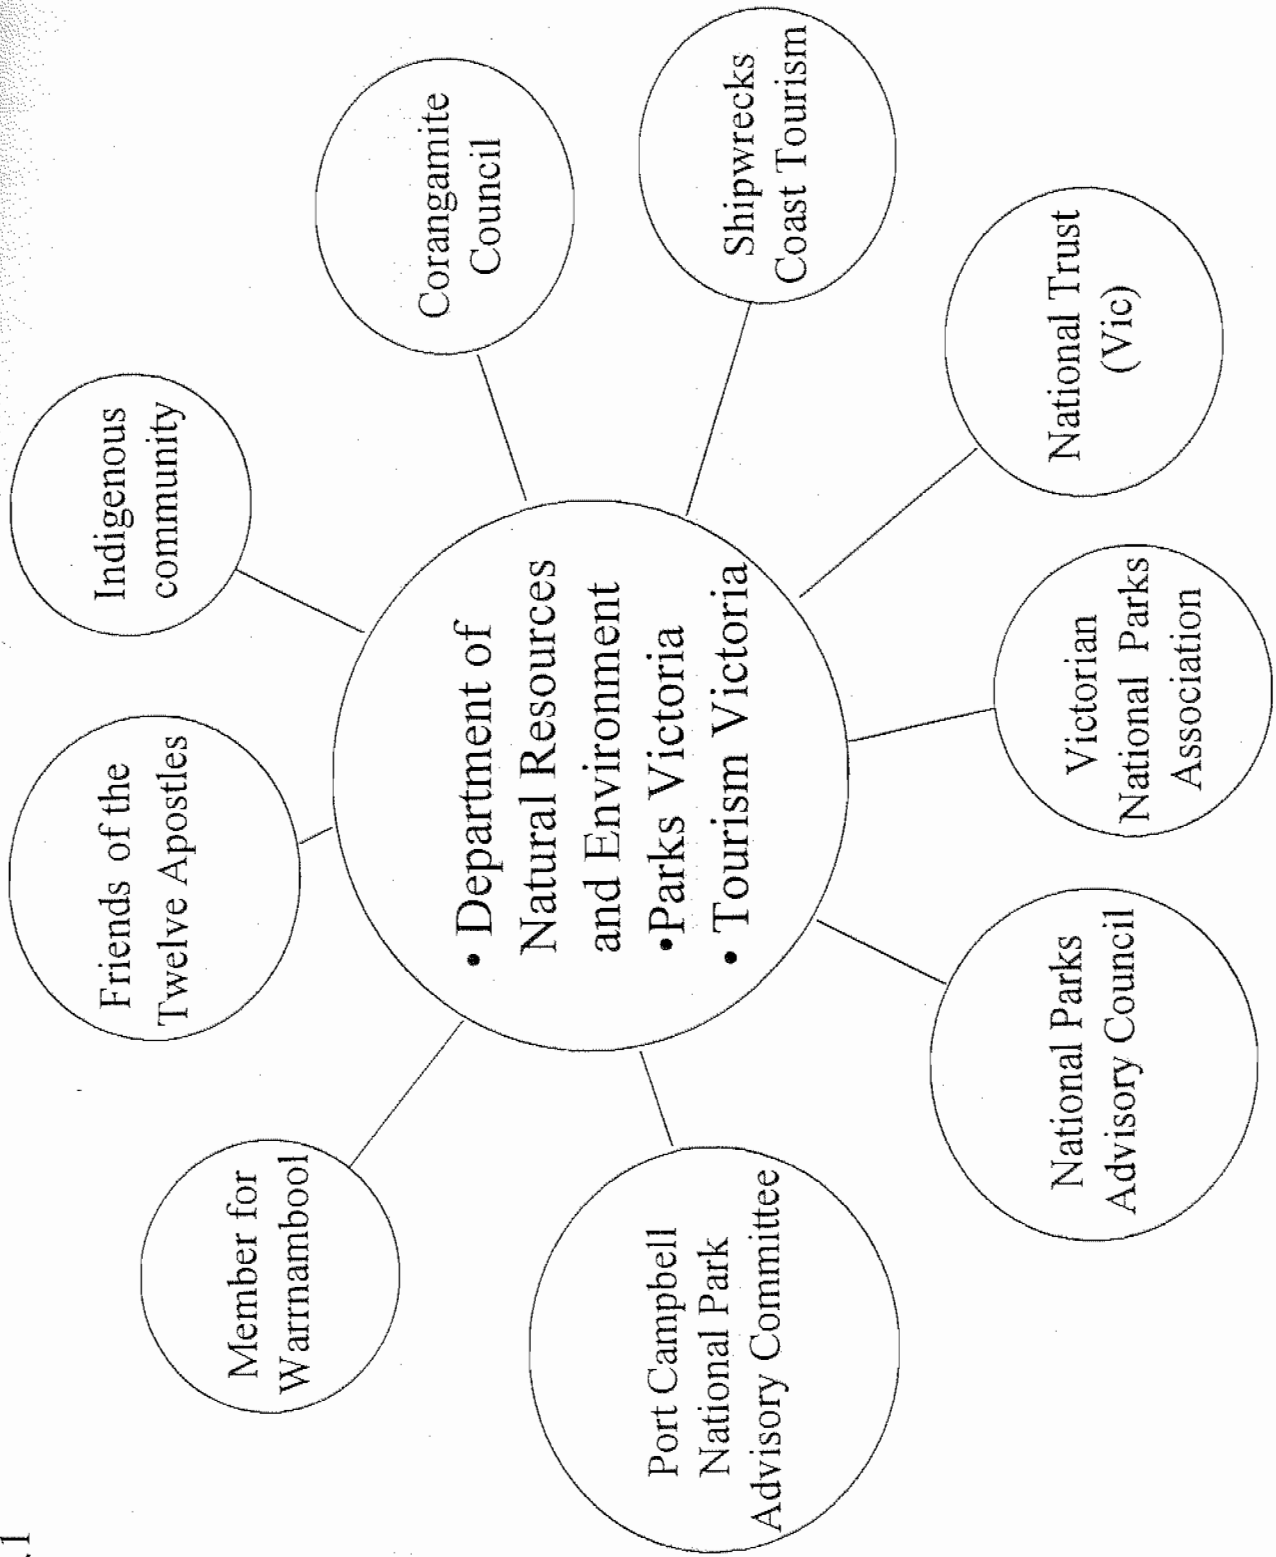 Friends of the
Twelve Apostles
Indigenous
community
Member for
Warrnambool
Corangamite
Council
• Department of
Natural Resources
and Environment
•Parks Victoria
• Tourism Victoria
Port Campbell
National Park
Advisory Committee
Shipwrecks
Coast Tourism
National Parks
Advisory Council
Victorian
National Parks
Association
National Trust
(Vic)